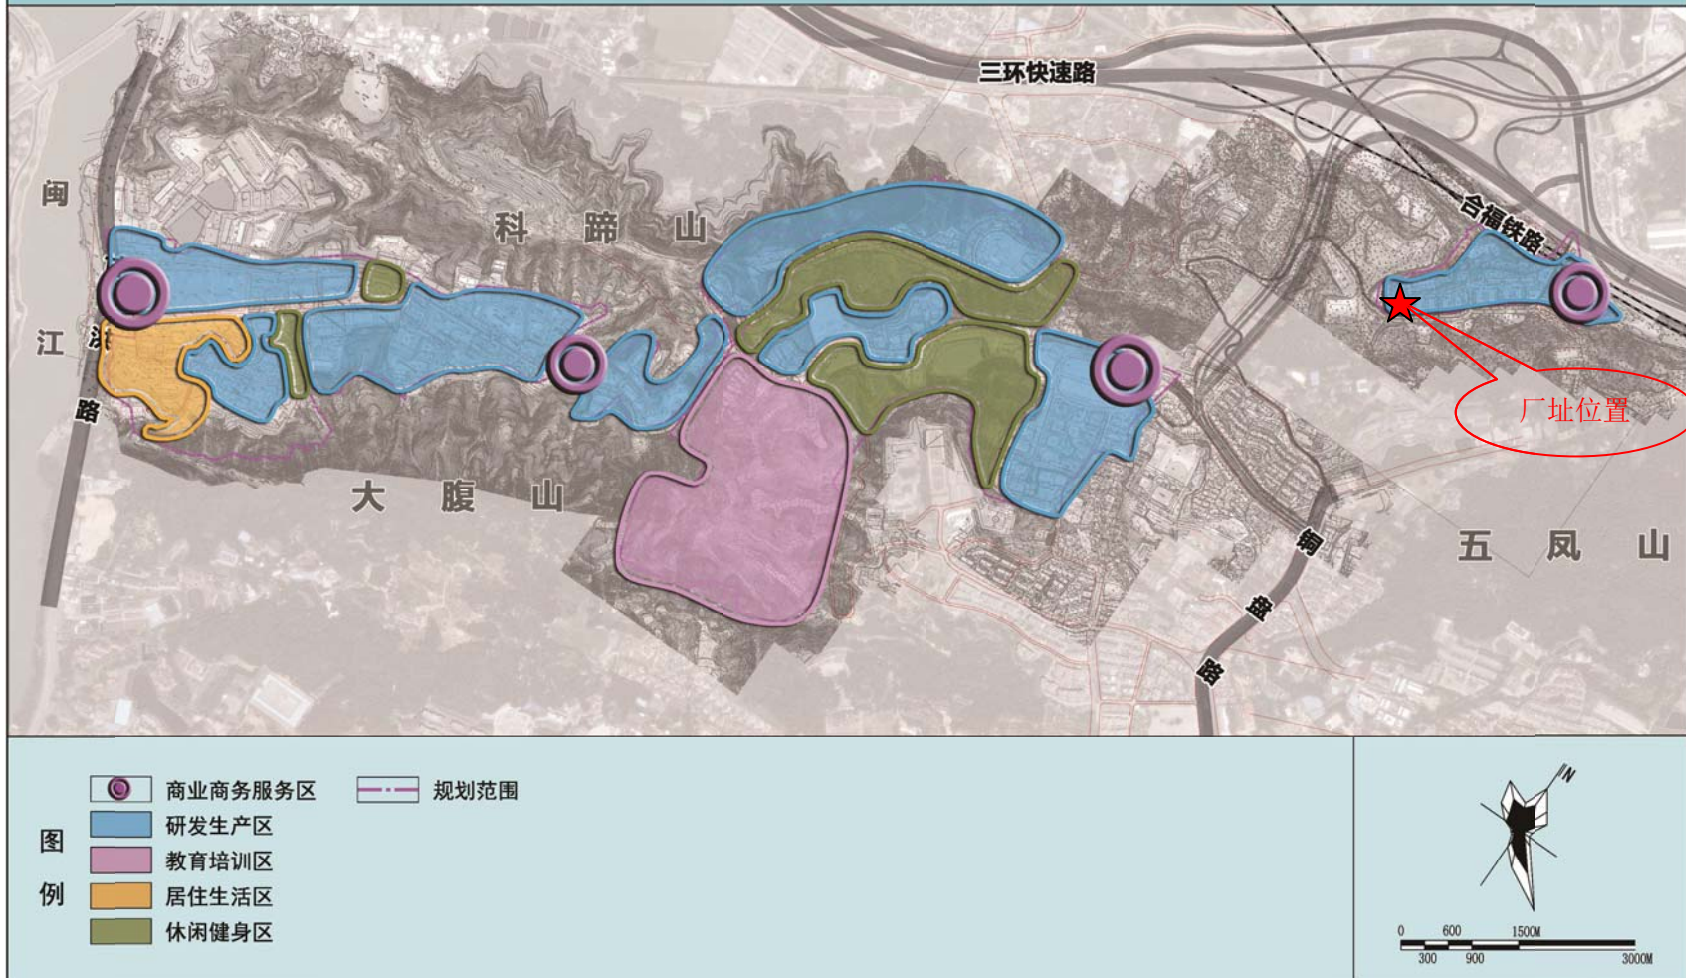 三环快速路
合福铁路
闽
江
科蹄山
洪
路
厂址位置
大腹山
五凤山
铜
盘
路
图
例
商业商务服务区
规划范围
研发生产区
教育培训区
居住生活区
休闲健身区
N
0 600 1500M
300 900 3000M